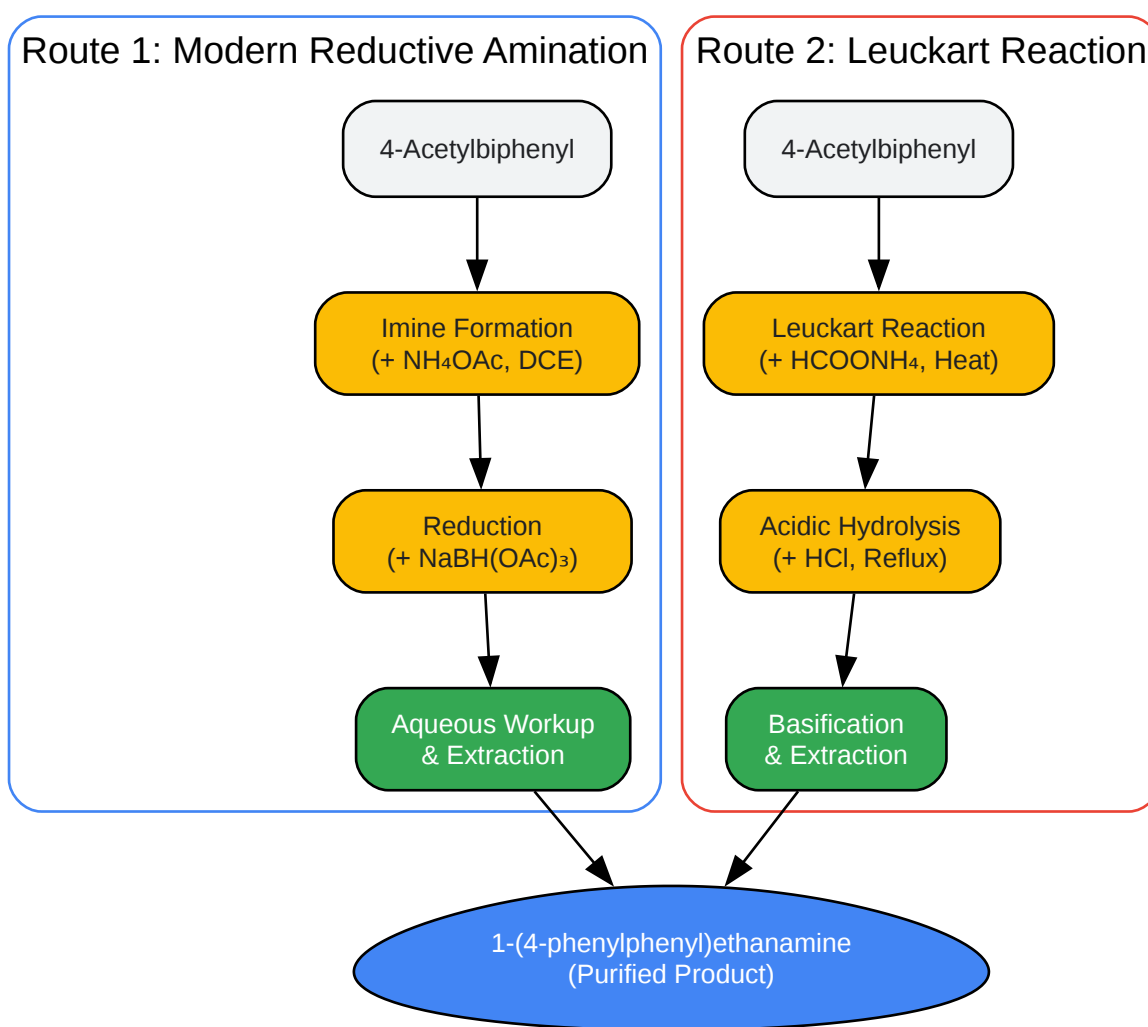 Route 1: Modern Reductive Amination
4-Acetylbiphenyl
Imine Formation
(+ NH₄OAc, DCE)
Reduction
(+ NaBH(OAc)₃)
Aqueous Workup
& Extraction
Route 2: Leuckart Reaction
4-Acetylbiphenyl
Leuckart Reaction
(+ HCOONH₄, Heat)
Acidic Hydrolysis
(+ HCl, Reflux)
Basification
& Extraction
1-(4-phenylphenyl)ethanamine
(Purified Product)